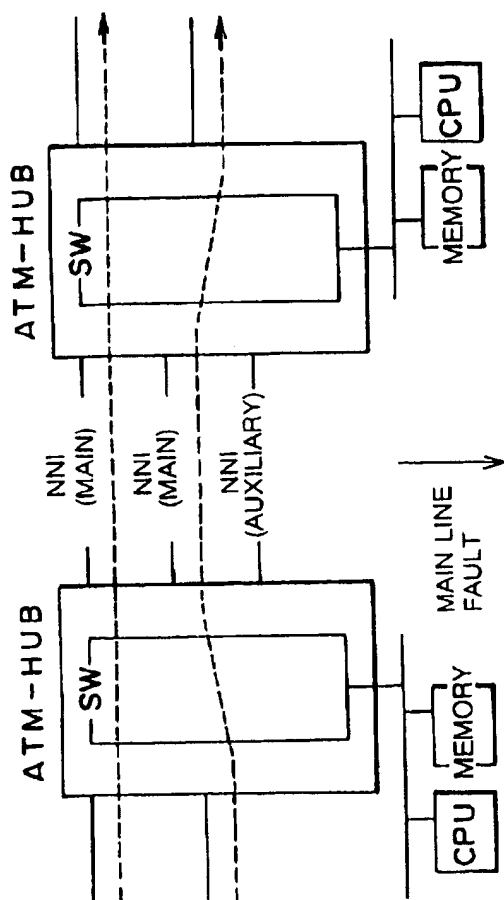 ATM-HUB
ATM-HUB
SW
NNI
(MAIN)
SW
NNI
(MAIN)
NNI
(AUXILIARY)
MAIN LINE
FAULT
CPU
MEMORY
MEMORY
CPU